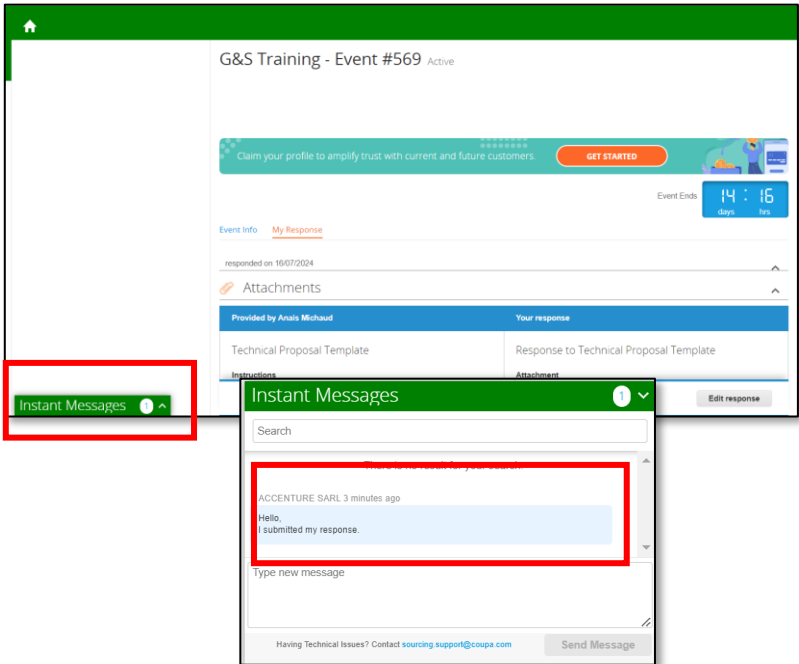 G&S Training - Event #569 Active
Claim your profile to amplify trust with current and future customers. GET STARTED
Event Ends 14 : 16
days hrs
Event Info My Response
responded on 16/07/2024
Attachments
Provided by Anais Michaud Your response
Technical Proposal Template Response to Technical Proposal Template
Instructions Attachment
Edit response
Instant Messages 1
Instant Messages 1
Search
There is no result for your search.
ACCENTURE SARL 3 minutes ago
Hello,
I submitted my response.
Type new message
Having Technical Issues? Contact sourcing.support@coupa.com Send Message